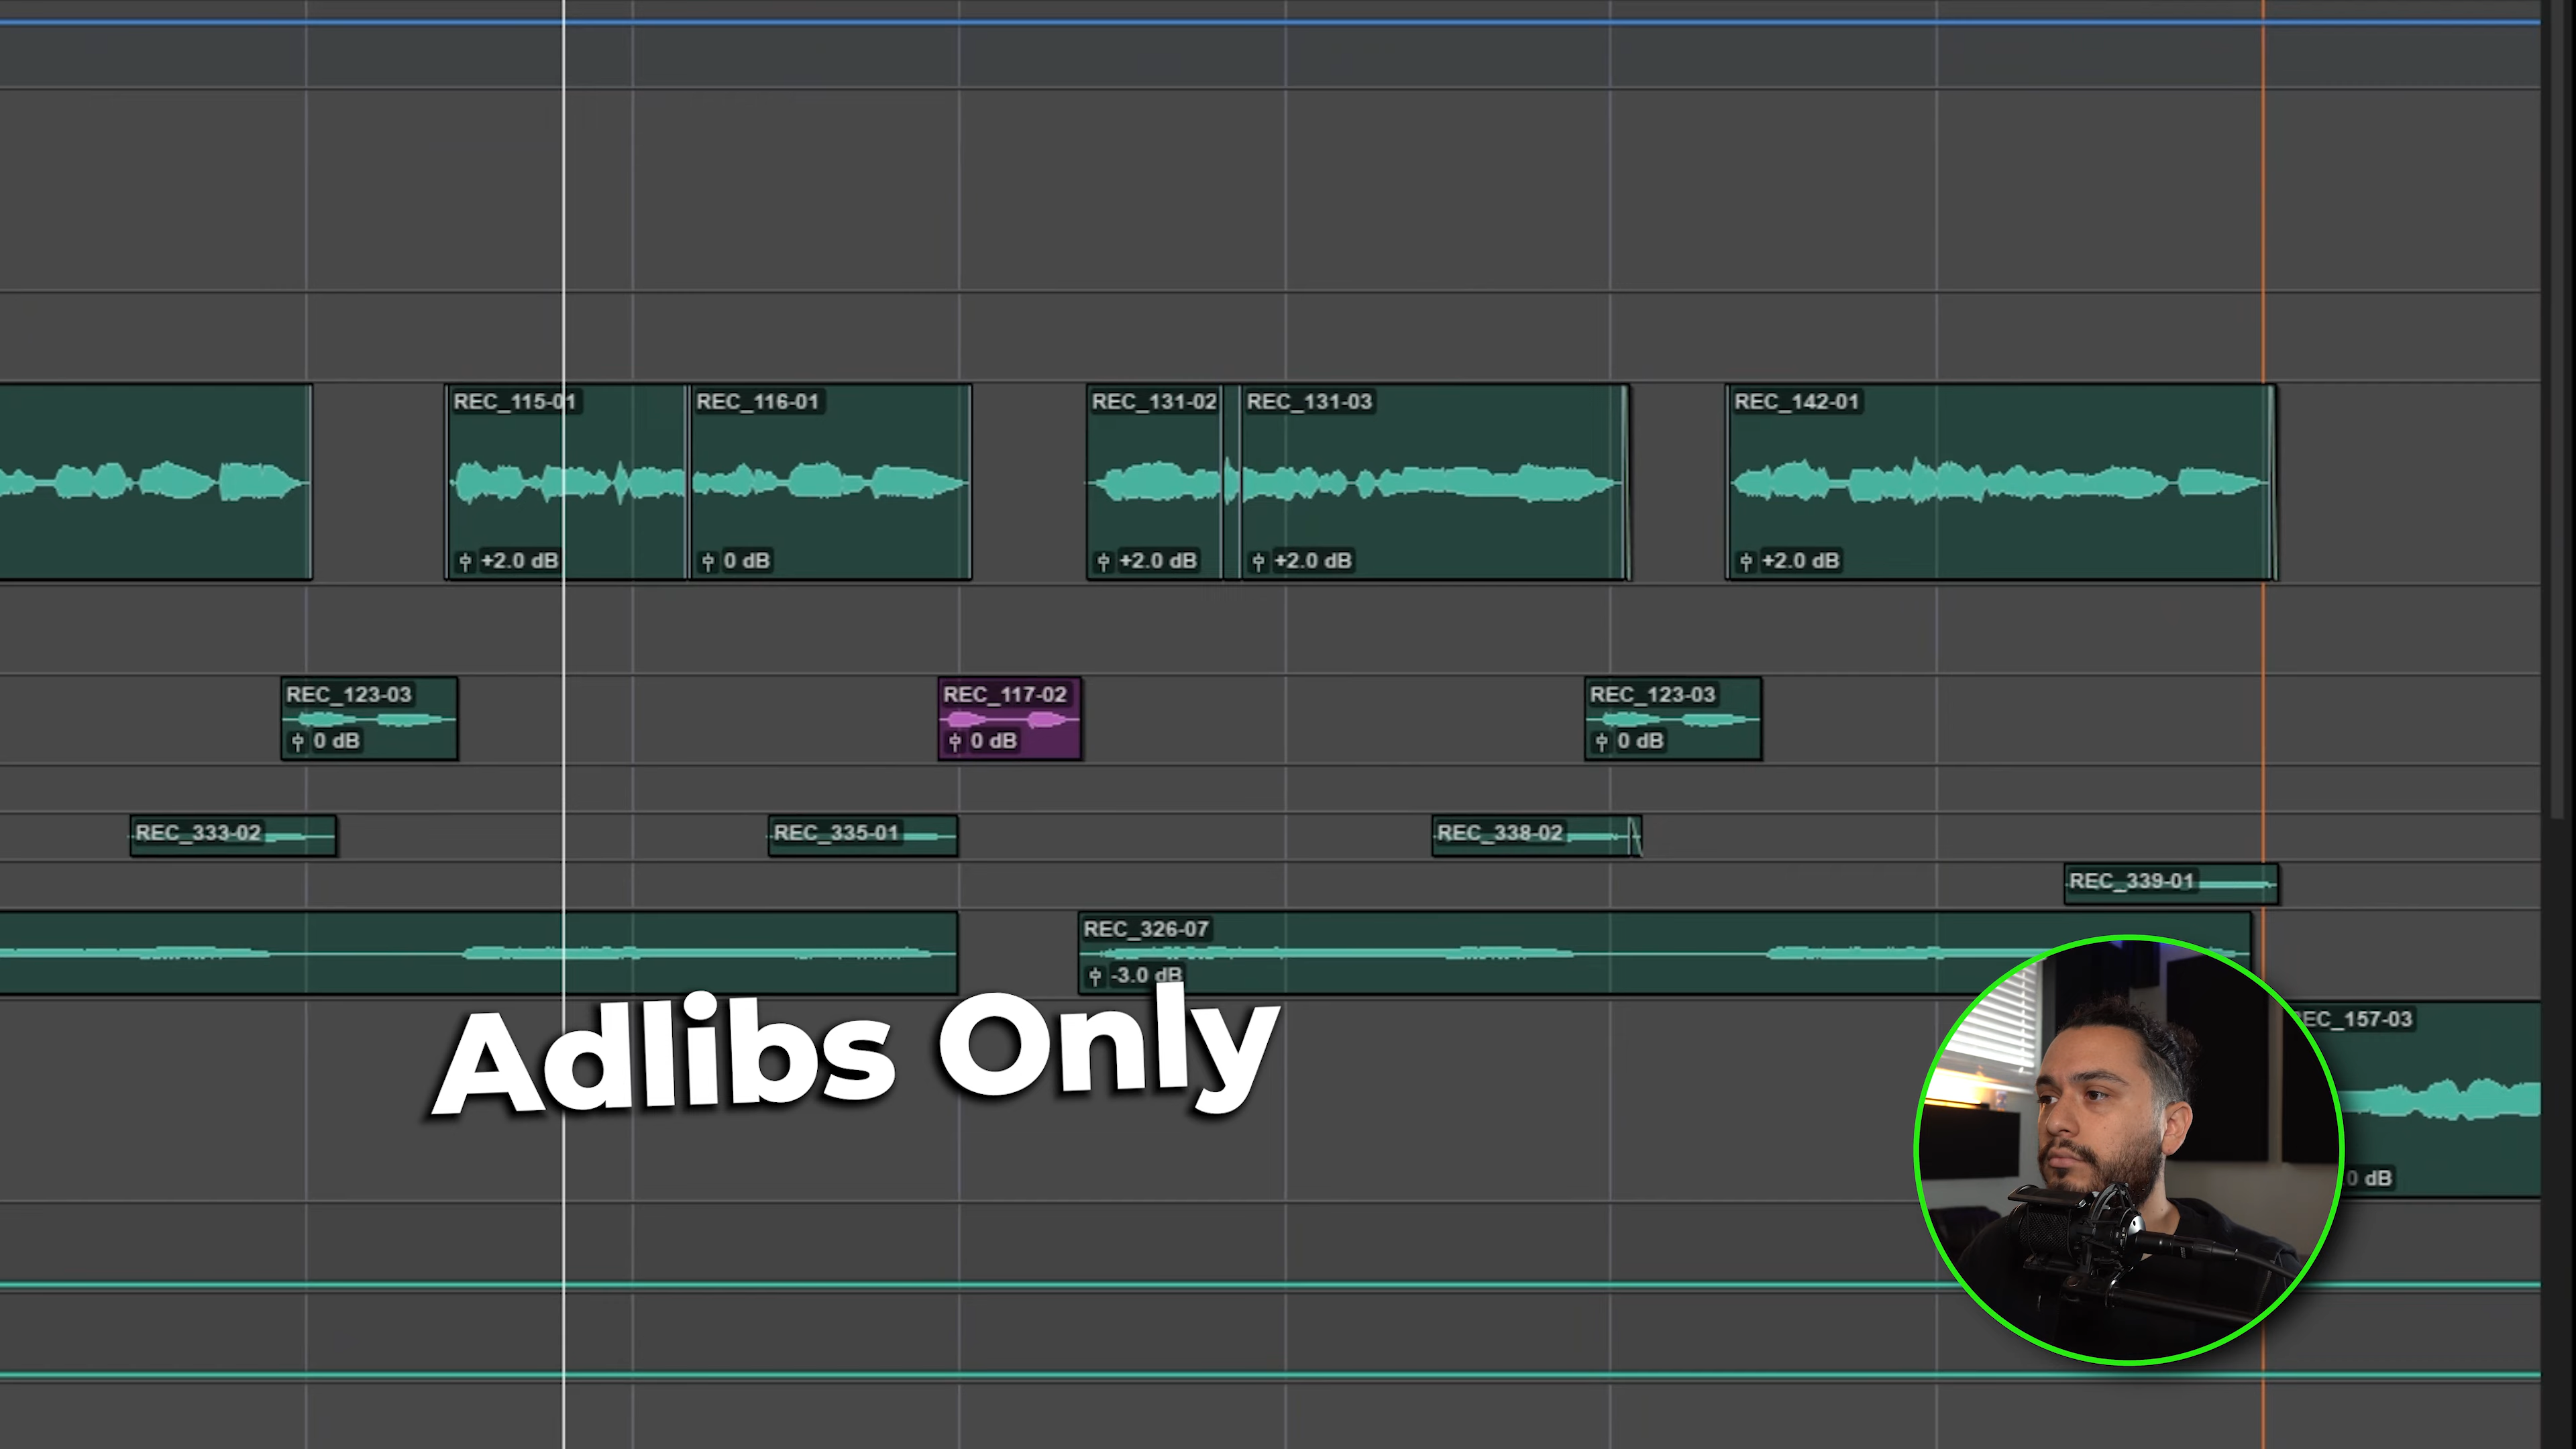 REC_115-01
REC_116-01
REC_131-02
REC_131-03
REC_142-01
+2.0 dB
0 dB
+2.0 dB
+2.0 dB
+2.0 dB
REC_123-03
0 dB
REC_117-02
0 dB
REC_123-03
0 dB
REC_333-02
REC_335-01
REC_338-02
REC_339-01
REC_326-07
-3.0 dB
Adlibs Only
EC_157-03
0 dB